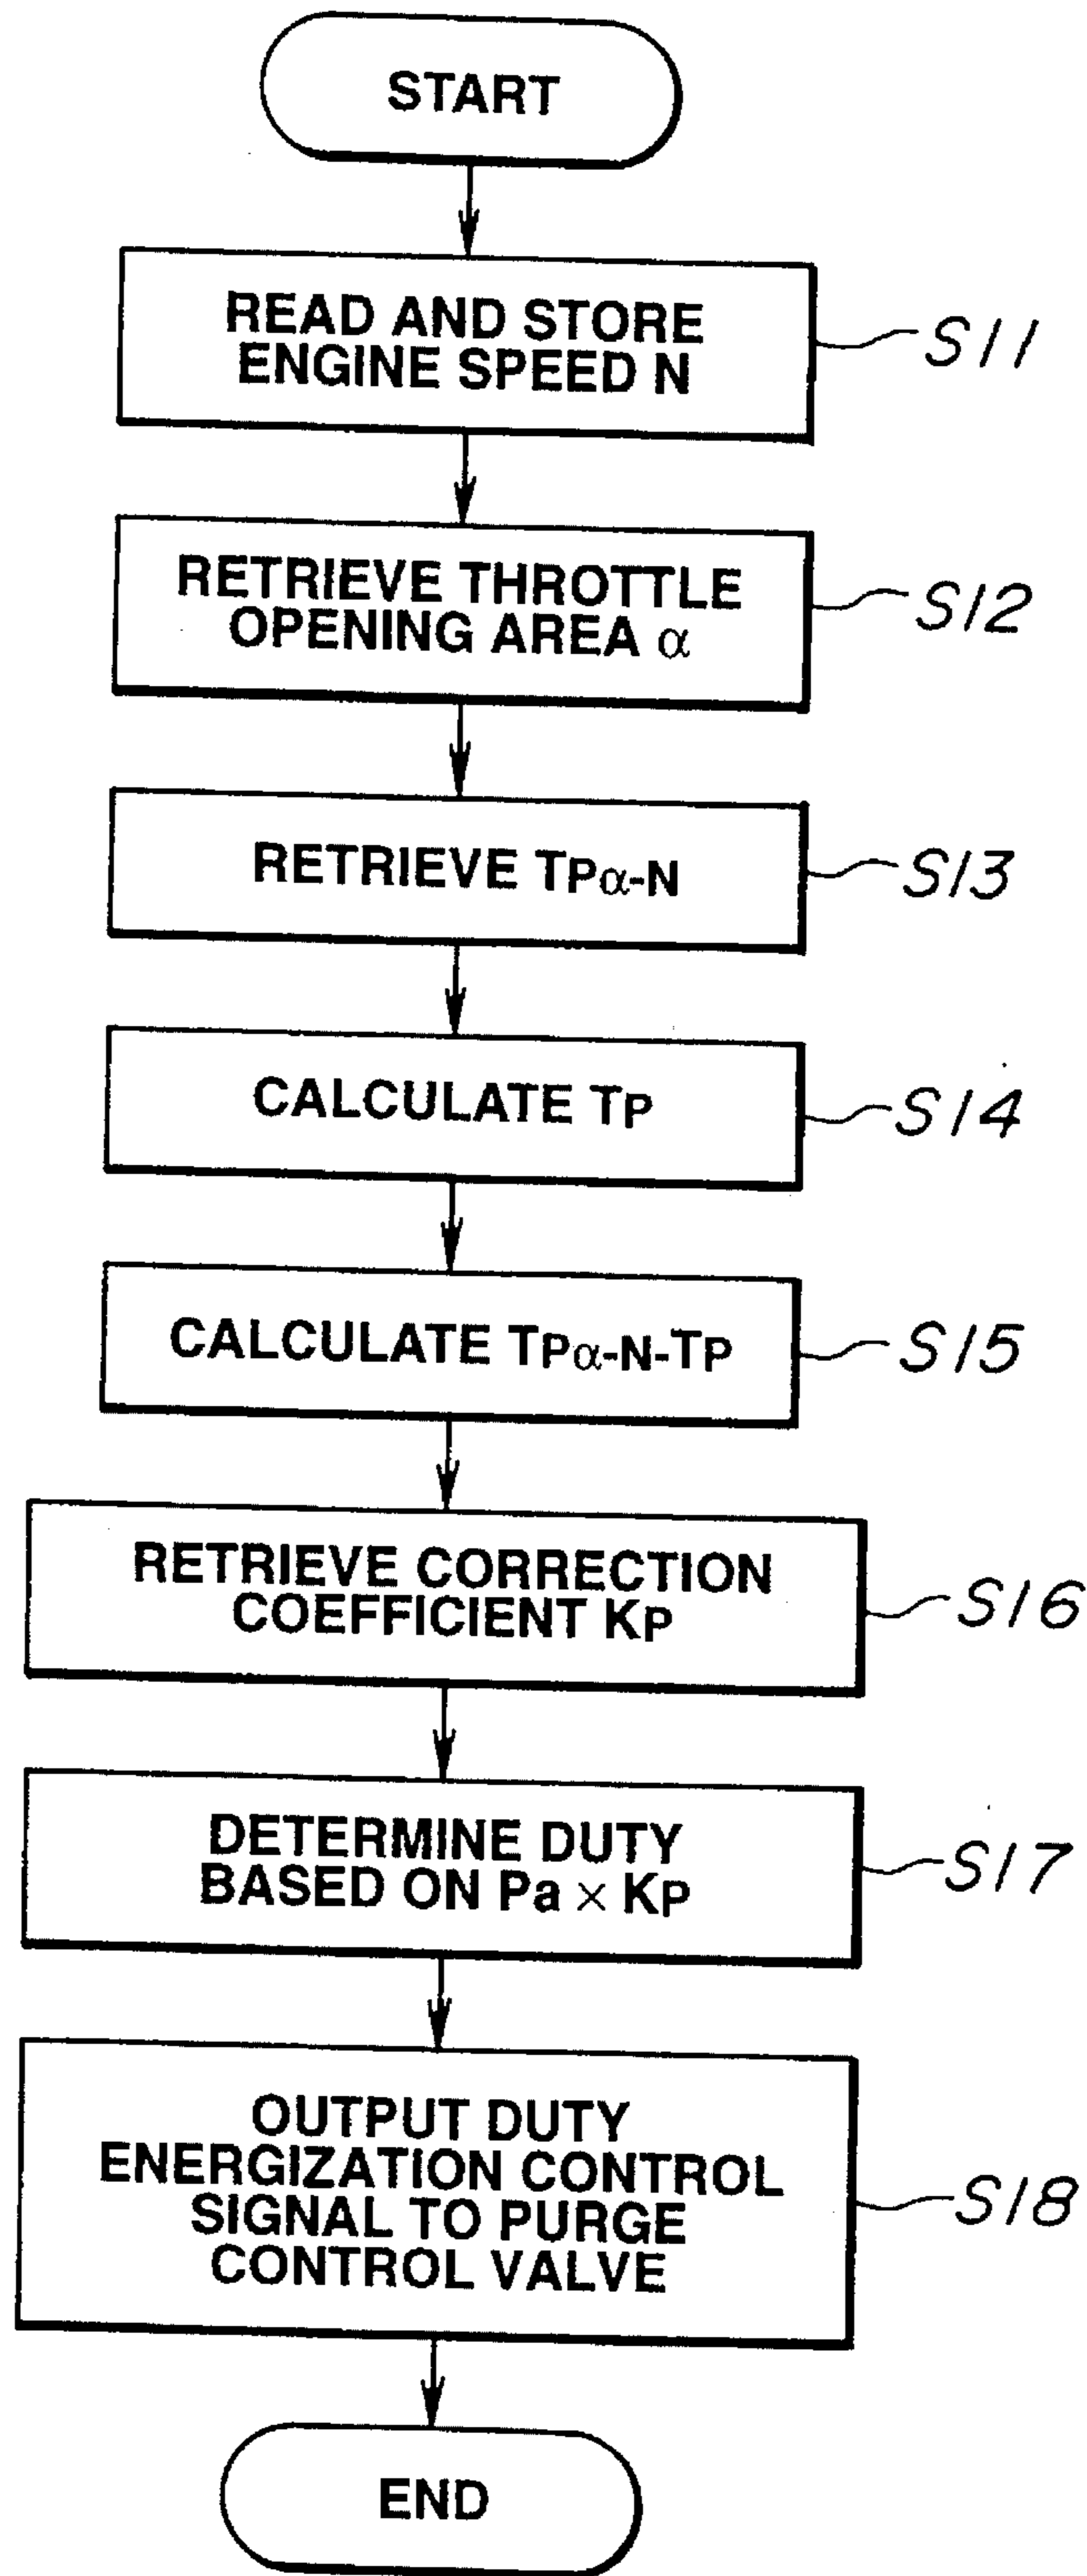 START
READ AND STORE
ENGINE SPEED N
S11
RETRIEVE THROTTLE
OPENING AREA α
S12
RETRIEVE TPα-N
S13
CALCULATE TP
S14
CALCULATE TPα-N-TP
S15
RETRIEVE CORRECTION
COEFFICIENT KP
S16
DETERMINE DUTY
BASED ON Pa × KP
S17
OUTPUT DUTY
ENERGIZATION CONTROL
SIGNAL TO PURGE
CONTROL VALVE
S18
END